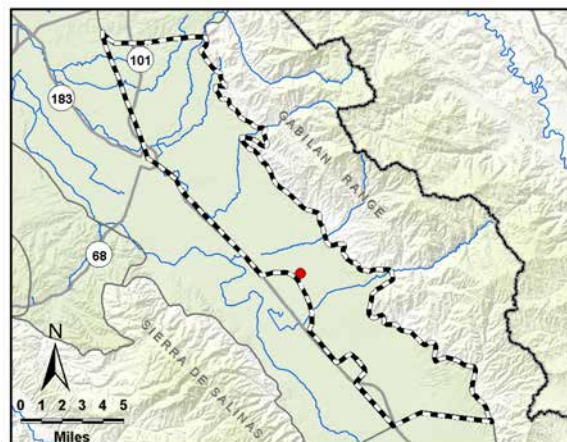 101
183
GABILAN RANGE
68
SIERRA DE SALINAS
N
0 1 2 3 4 5
Miles